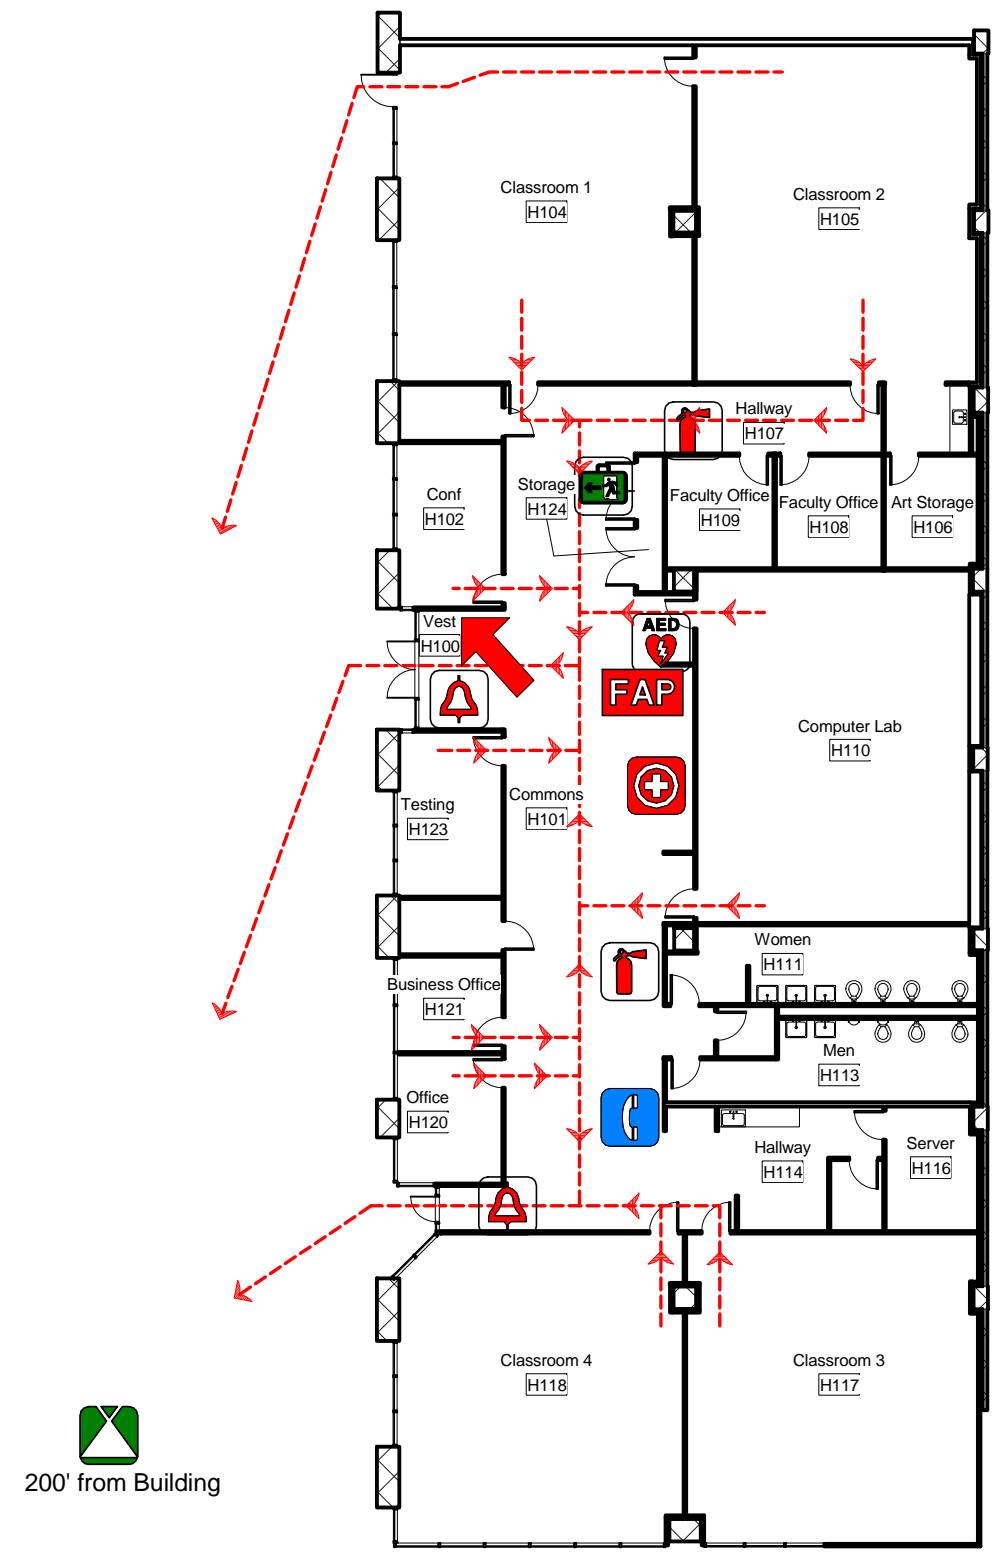 Classroom 1
H104
Classroom 2
H105
Hallway
H107
Conf
H102
Storage
H124
Faculty Office
H109
Faculty Office
H108
Art Storage
H106
Vest
H100
AED
FAP
Computer Lab
H110
Testing
H123
Commons
H101
Women
H111
Business Office
H121
Men
H113
Office
H120
Hallway
H114
Server
H116
Classroom 4
H118
Classroom 3
H117
200' from Building